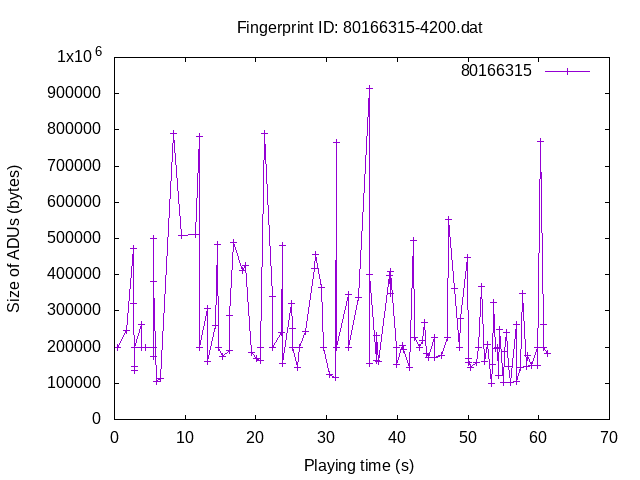 Fingerprint ID: 80166315-4200.dat
1x10^6
80166315
900000
800000
700000
600000
500000
400000
300000
200000
100000
0
Size of ADUs (bytes)
0 10 20 30 40 50 60 70
Playing time (s)